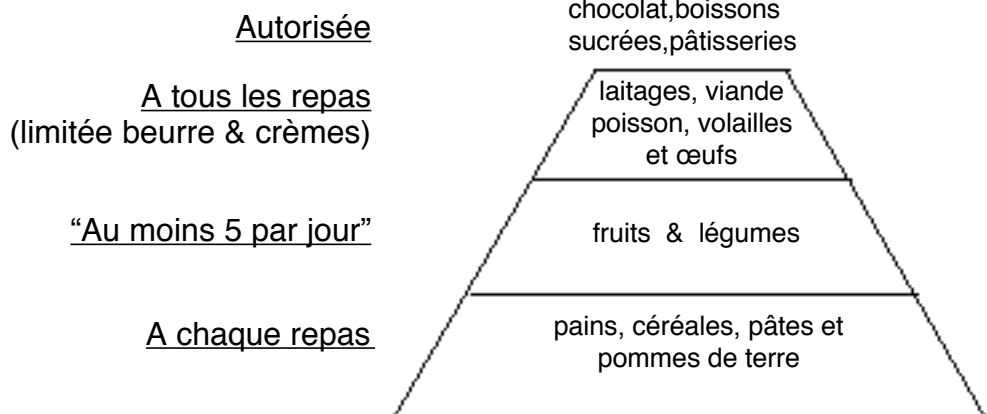 Autorisée
chocolat,boissons
sucrées,pâtisseries
A tous les repas
(limitée beurre & crèmes)
laitages, viande
poisson, volailles
et œufs
“Au moins 5 par jour”
fruits & légumes
A chaque repas
pains, céréales, pâtes et
pommes de terre